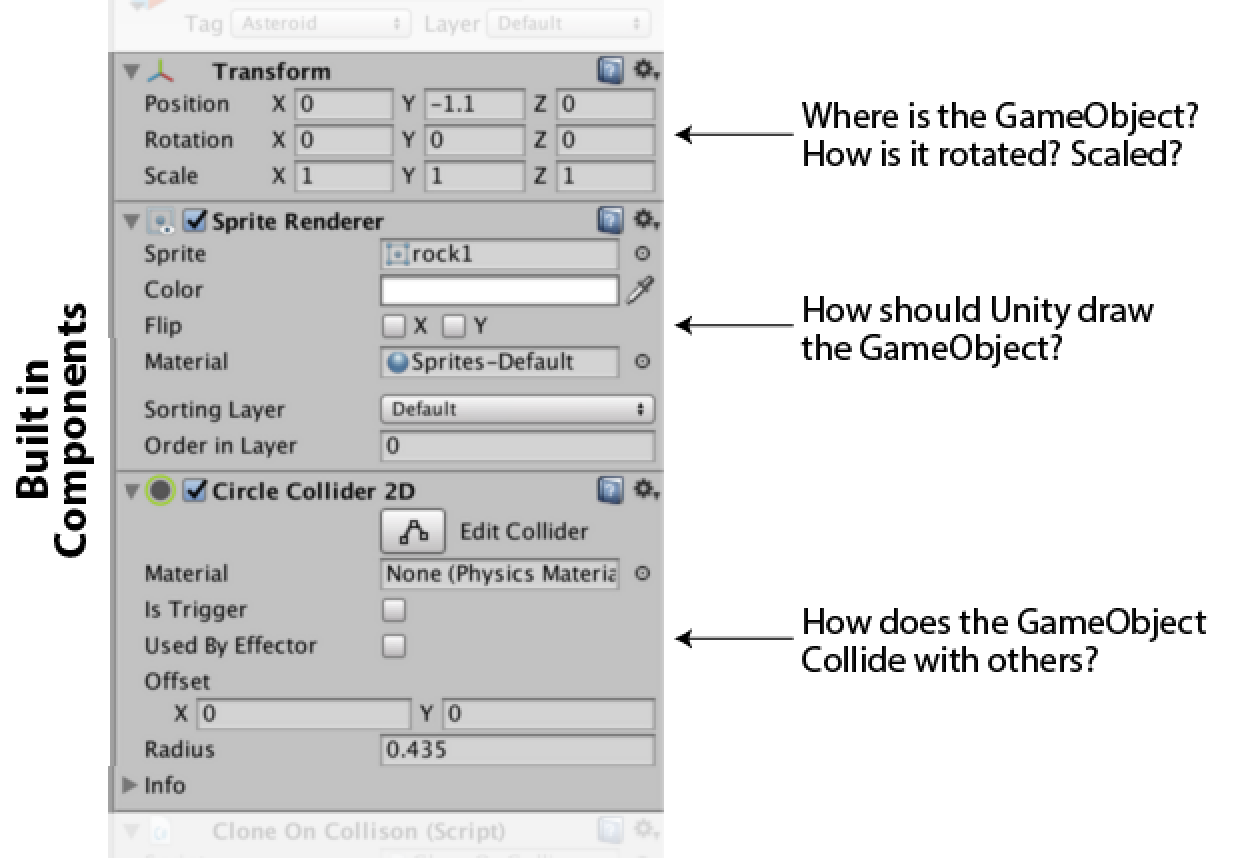 Tag Asteroid Layer Default
Transform
Position X 0 Y -1.1 Z 0
Rotation X 0 Y 0 Z 0
Scale X 1 Y 1 Z 1
Where is the GameObject?
How is it rotated? Scaled?
Sprite Renderer
Sprite rock1
Color
Flip X Y
Material Sprites-Default
Sorting Layer Default
Order in Layer 0
How should Unity draw
the GameObject?
Built in
Components
Circle Collider 2D
Edit Collider
Material None (Physics Materia
Is Trigger
Used By Effector
Offset
X 0 Y 0
Radius 0.435
Info
How does the GameObject
Collide with others?
Clone On Collison (Script)